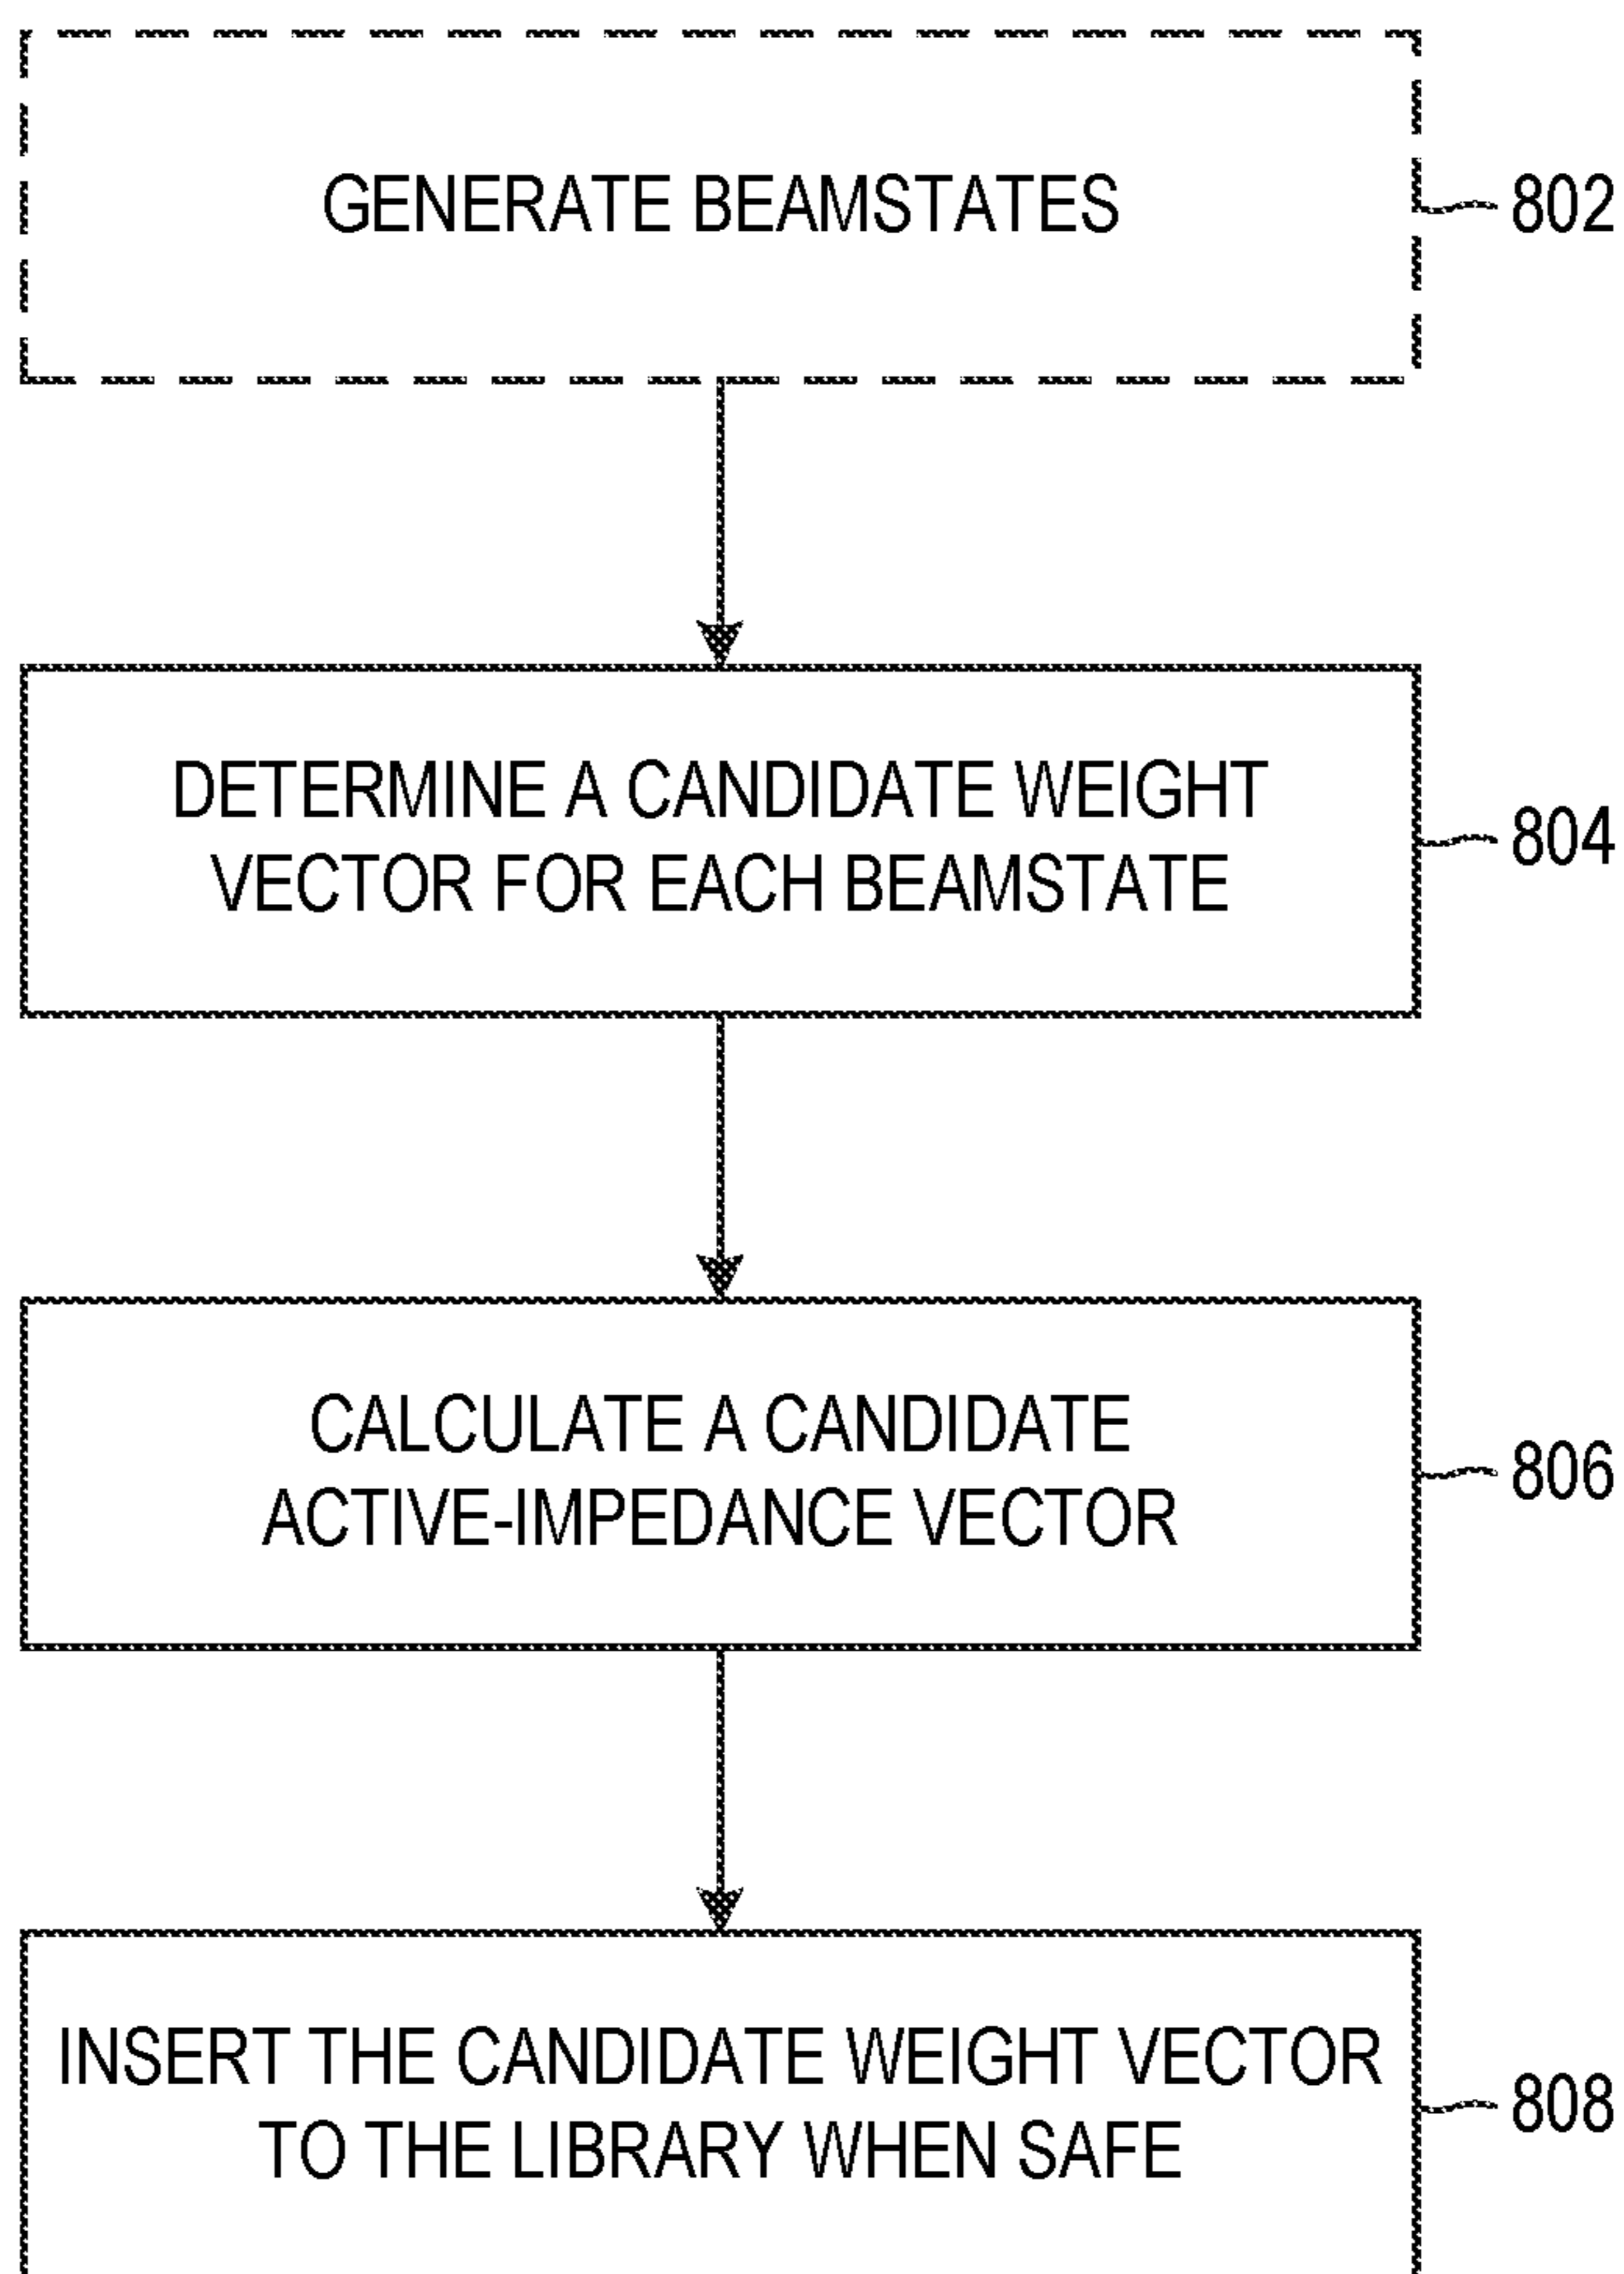 GENERATE BEAMSTATES
802
DETERMINE A CANDIDATE WEIGHT
VECTOR FOR EACH BEAMSTATE
804
CALCULATE A CANDIDATE
ACTIVE-IMPEDANCE VECTOR
806
INSERT THE CANDIDATE WEIGHT VECTOR
TO THE LIBRARY WHEN SAFE
808